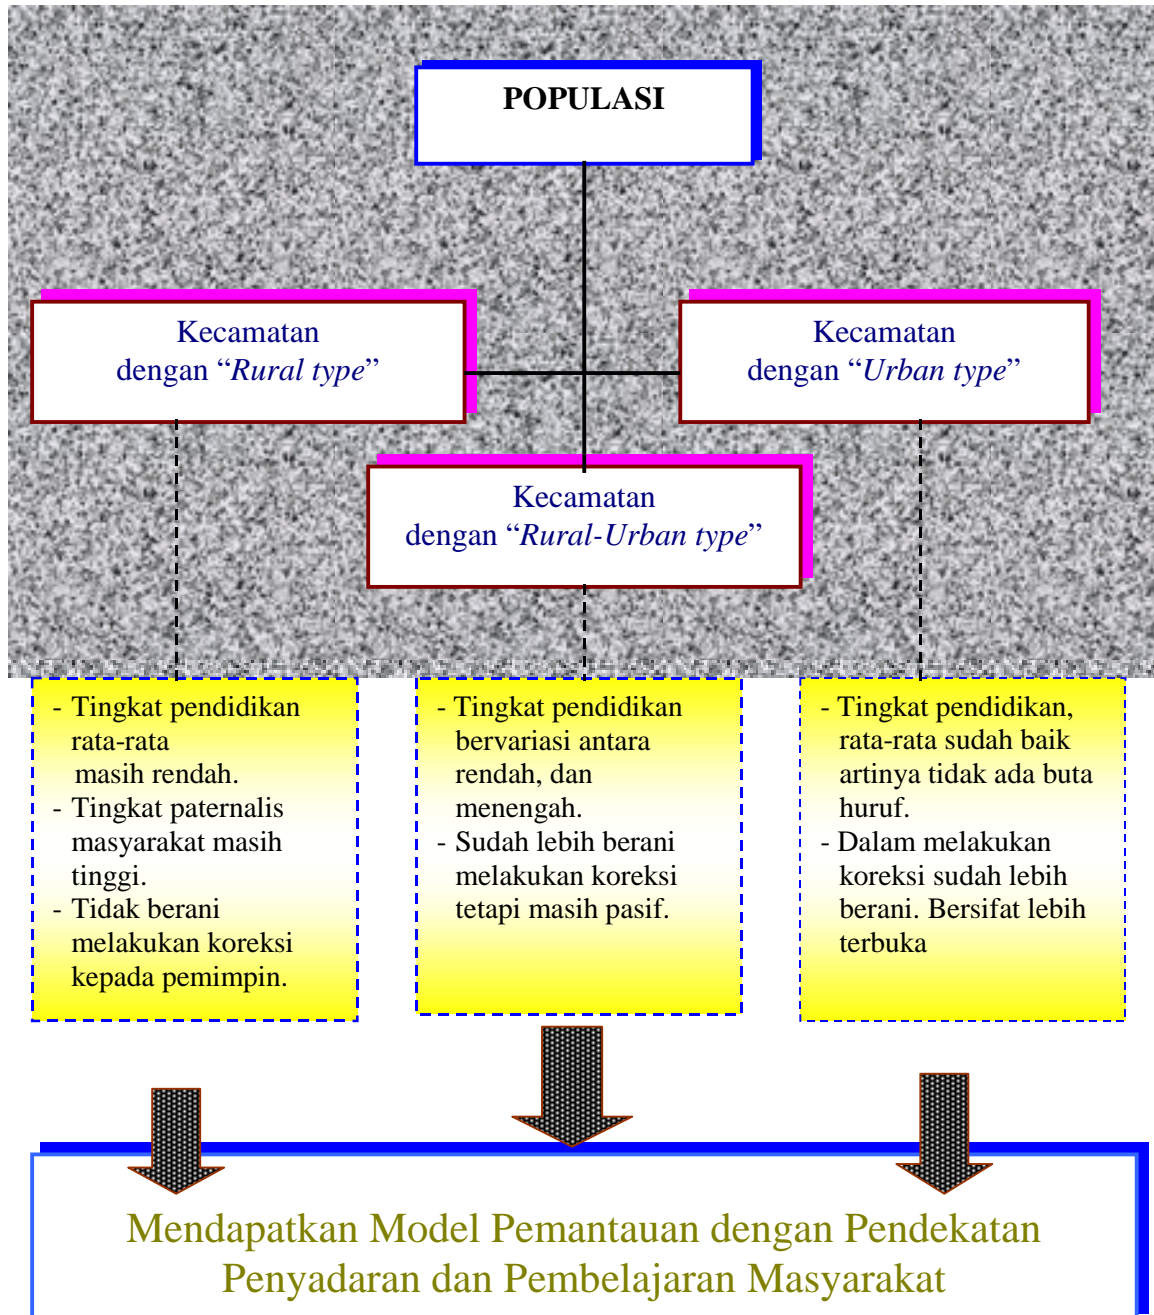 POPULASI
Kecamatan
dengan “Rural type”
Kecamatan
dengan “Urban type”
Kecamatan
dengan “Rural-Urban type”
- Tingkat pendidikan
rata-rata
masih rendah.
- Tingkat paternalis
masyarakat masih
tinggi.
- Tidak berani
melakukan koreksi
kepada pemimpin.
- Tingkat pendidikan
bervariasi antara
rendah, dan
menengah.
- Sudah lebih berani
melakukan koreksi
tetapi masih pasif.
- Tingkat pendidikan,
rata-rata sudah baik
artinya tidak ada buta
huruf.
- Dalam melakukan
koreksi sudah lebih
berani. Bersifat lebih
terbuka
Mendapatkan Model Pemantauan dengan Pendekatan
Penyadaran dan Pembelajaran Masyarakat